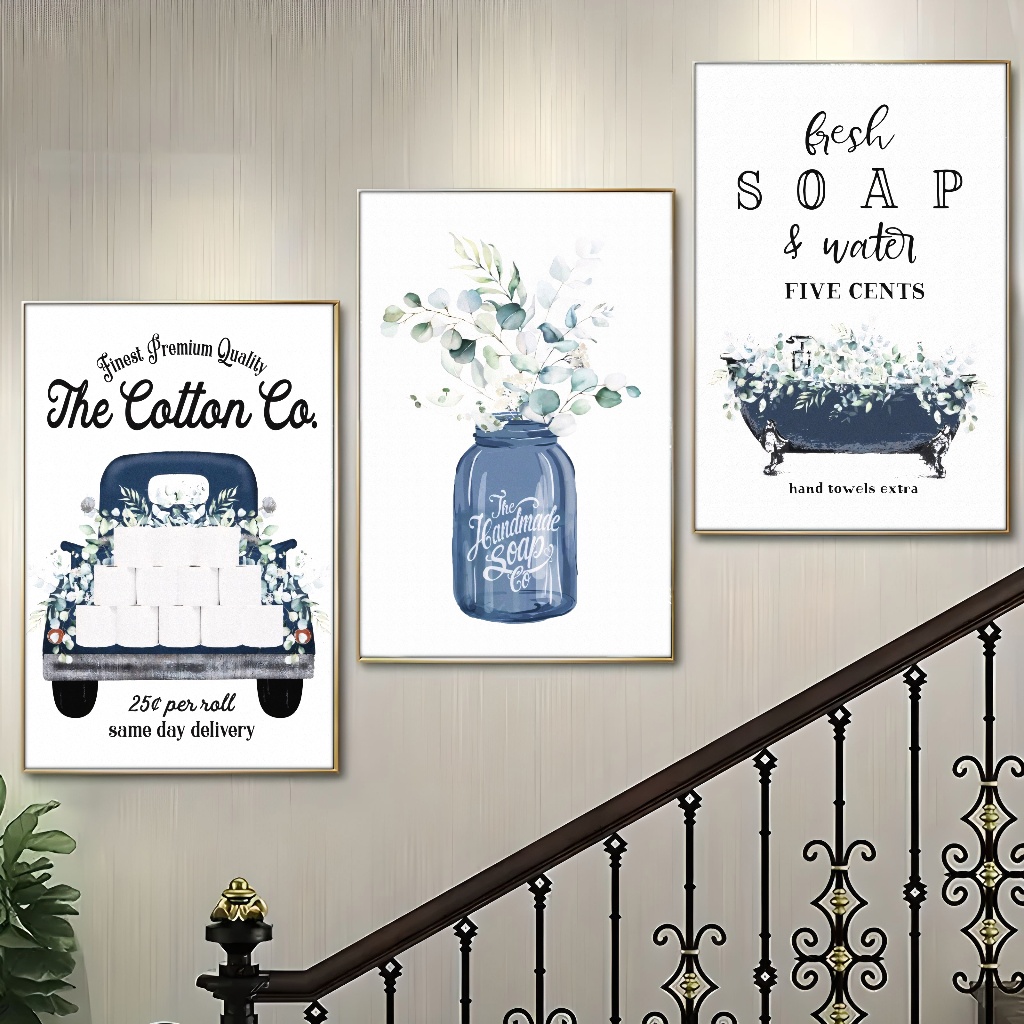 Finest Premium Quality
The Cotton Co.
25¢ per roll
same day delivery
The
Handmade
Soap
Co
fresh
SOAP
& water
FIVE CENTS
hand towels extra